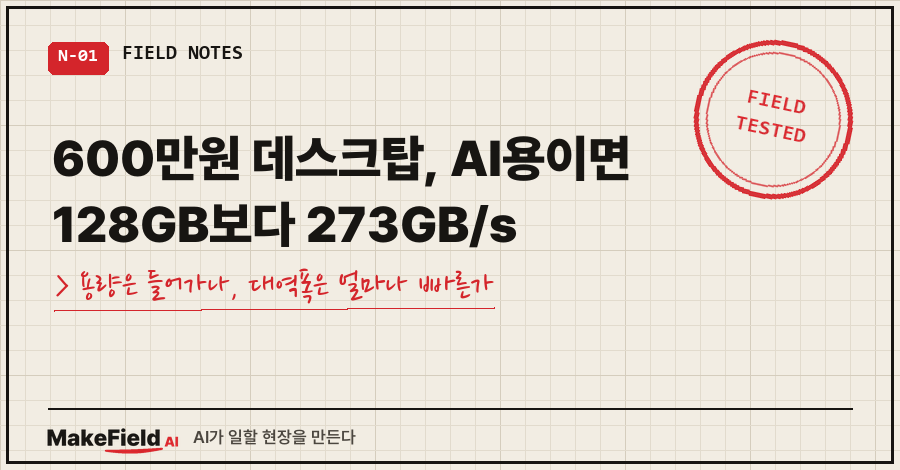 N-01 FIELD NOTES
FIELD
TESTED
600만원 데스크탑, AI용이면
128GB보다 273GB/s
> 용량은 들어가나, 대역폭은 얼마나 빠른가
MakeField AI AI가 일할 현장을 만든다